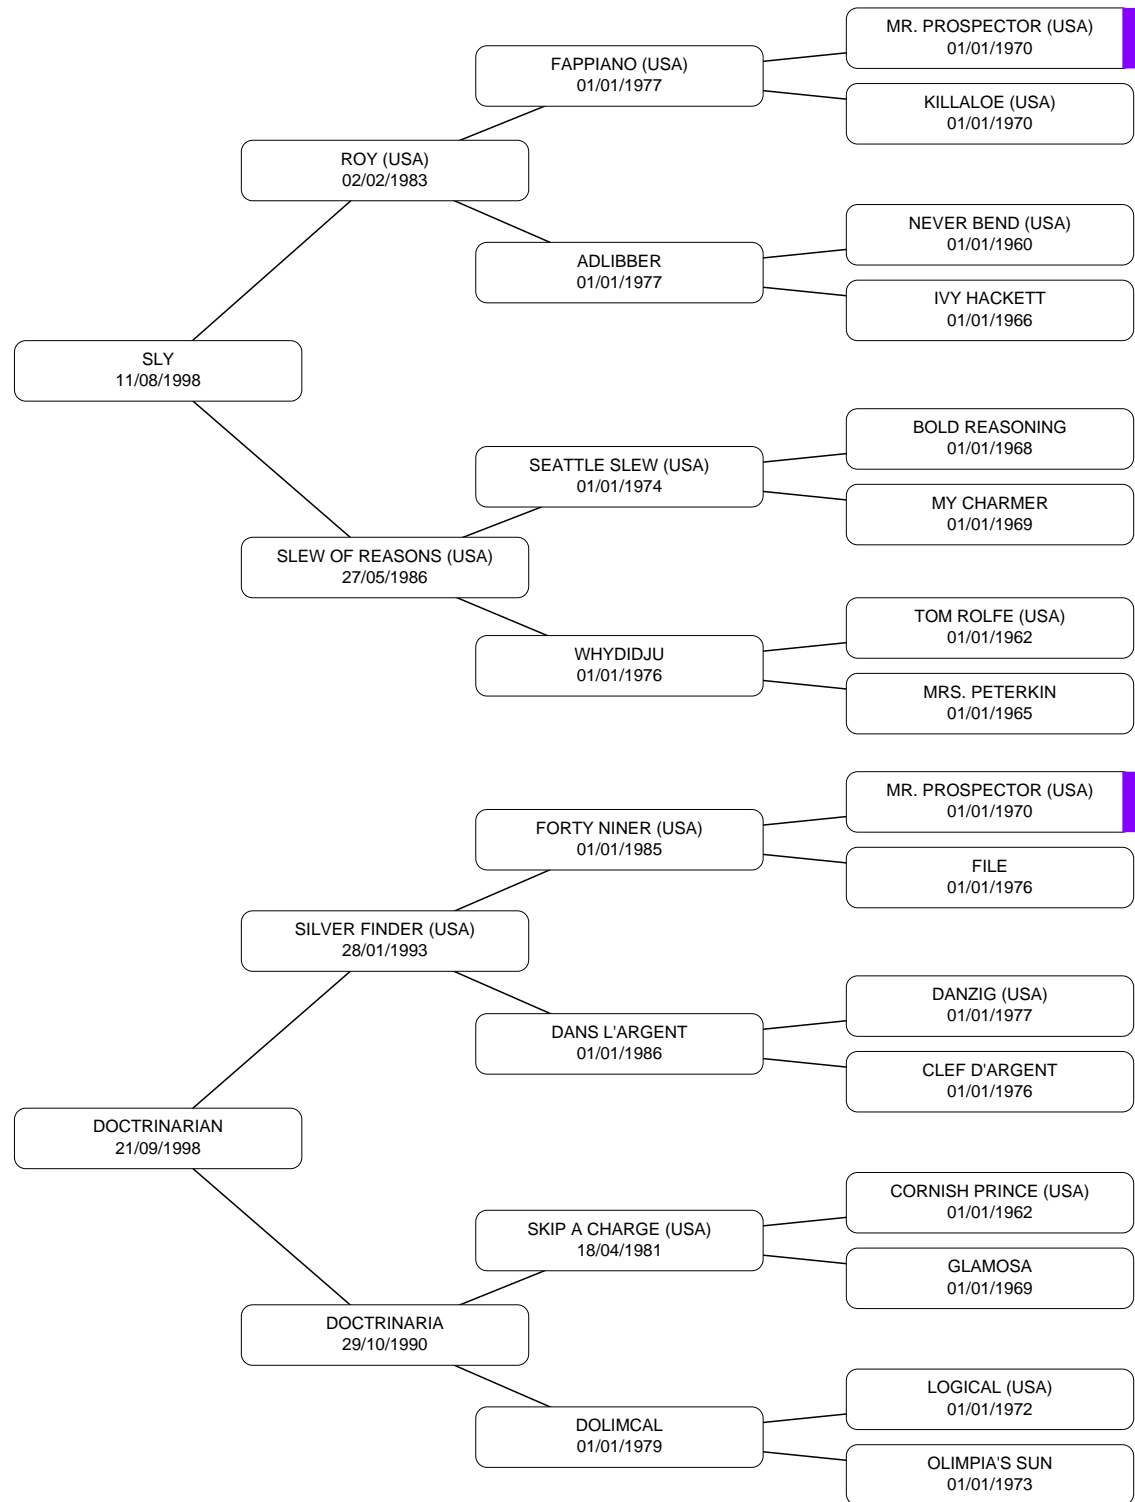 MR. PROSPECTOR (USA)
01/01/1970
FAPPIANO (USA)
01/01/1977
KILLALOE (USA)
01/01/1970
ROY (USA)
02/02/1983
NEVER BEND (USA)
01/01/1960
ADLIBBER
01/01/1977
IVY HACKETT
01/01/1966
SLY
11/08/1998
BOLD REASONING
01/01/1968
SEATTLE SLEW (USA)
01/01/1974
MY CHARMER
01/01/1969
SLEW OF REASONS (USA)
27/05/1986
TOM ROLFE (USA)
01/01/1962
WHYDIDJU
01/01/1976
MRS. PETERKIN
01/01/1965
MR. PROSPECTOR (USA)
01/01/1970
FORTY NINER (USA)
01/01/1985
FILE
01/01/1976
SILVER FINDER (USA)
28/01/1993
DANZIG (USA)
01/01/1977
DANS L'ARGENT
01/01/1986
CLEF D'ARGENT
01/01/1976
DOCTRINARIAN
21/09/1998
CORNISH PRINCE (USA)
01/01/1962
SKIP A CHARGE (USA)
18/04/1981
GLAMOSA
01/01/1969
DOCTRINARIA
29/10/1990
LOGICAL (USA)
01/01/1972
DOLIMCAL
01/01/1979
OLIMPIA'S SUN
01/01/1973